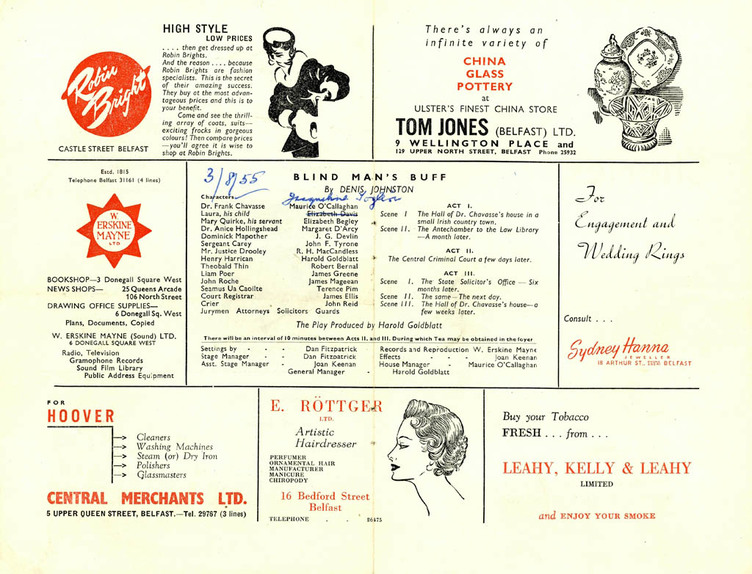 HIGH STYLE
LOW PRICES
. . . . then get dressed up at
Robin Brights.
And the reason . . . . because
Robin Brights are fashion
specialists. This is the secret
of their amazing success.
They buy at the most advan-
tageous prices and this is to
your benefit.
Come and see the thrill-
ing array of coats, suits—
exciting frocks in gorgeous
colours! Then compare prices
—you'll agree it is wise to
shop at Robin Brights.
Robin Bright
CASTLE STREET BELFAST
There's always an
infinite variety of
CHINA
GLASS
POTTERY
at
ULSTER'S FINEST CHINA STORE
TOM JONES (BELFAST) LTD.
9 WELLINGTON PLACE and
129 UPPER NORTH STREET, BELFAST Phone 25932
Estd. 1815
Telephone Belfast 31161 (4 lines)
W.
ERSKINE
MAYNE
LTD
BOOKSHOP—3 Donegall Square West
NEWS SHOPS— 25 Queens Arcade
106 North Street
DRAWING OFFICE SUPPLIES—
6 Donegall Sq. West
Plans, Documents, Copied
W. ERSKINE MAYNE (Sound) LTD.
6 DONEGALL SQUARE WEST
Radio, Television
Gramophone Records
Sound Film Library
Public Address Equipment
3/8/55
BLIND MAN'S BUFF
By DENIS JOHNSTON
Characters
Jacqueline
Dr. Frank Chavasse Maurice O'Callaghan
Laura, his child Elizabeth Davis
Mary Quirke, his servant Elizabeth Begley
Dr. Anice Hollingshead Margaret D'Arcy
Dominick Mapother J. G. Devlin
Sergeant Carey John F. Tyrone
Mr. Justice Drooley R. H. MacCandless
Henry Harrican Harold Goldblatt
Theobald Thin Robert Bernal
Liam Poer James Greene
John Roche James Mageean
Seamus Ua Caoilte Terence Pim
Court Registrar James Ellis
Crier John Reid
Jurymen Attorneys Solicitors Guards
ACT I.
Scene I The Hall of Dr. Chavasse's house in a
small Irish country town.
Scene II. The Antechamber to the Law Library
—A month later.
ACT II.
The Central Criminal Court a few days later.
ACT III.
Scene I. The State Solicitor's Office — Six
months later.
Scene II. The same—The next day.
Scene III. The Hall of Dr. Chavasse's house—a
few weeks later.
The Play Produced by Harold Goldblatt
There will be an interval of 10 minutes between Acts II. and III. During which Tea may be obtained in the foyer
Settings by - - Dan Fitzpatrick
Stage Manager - - Dan Fitzpatrick
Asst. Stage Manager - - Joan Keenan
Records and Reproduction W. Erskine Mayne
Effects - - Joan Keenan
House Manager - Maurice O'Callaghan
General Manager - - Harold Goldblatt
For
Engagement and
Wedding Rings
Consult . . .
Sydney Hanna
JEWELLER
BELFAST
FOR
HOOVER
Cleaners
Washing Machines
Steam (or) Dry Iron
Polishers
Glasmasters
CENTRAL MERCHANTS LTD.
5 UPPER QUEEN STREET, BELFAST.—Tel. 29767 (3 lines)
E. RÖTTGER
LTD.
Artistic
Hairdresser
PERFUMER
ORNAMENTAL HAIR
MANUFACTURER
MANICURE
CHIROPODY
16 Bedford Street
Belfast
TELEPHONE - - 26475
Buy your Tobacco
FRESH . . . from . . .
LEAHY, KELLY & LEAHY
LIMITED
and ENJOY YOUR SMOKE